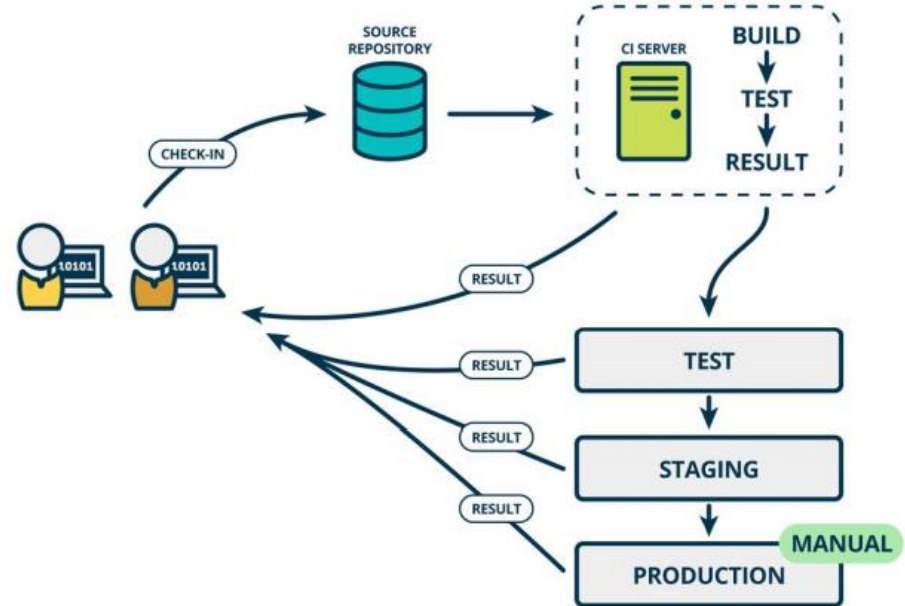 SOURCE
REPOSITORY
CI SERVER
BUILD
TEST
RESULT
CHECK-IN
10101
10101
RESULT
RESULT
TEST
RESULT
STAGING
RESULT
MANUAL
PRODUCTION